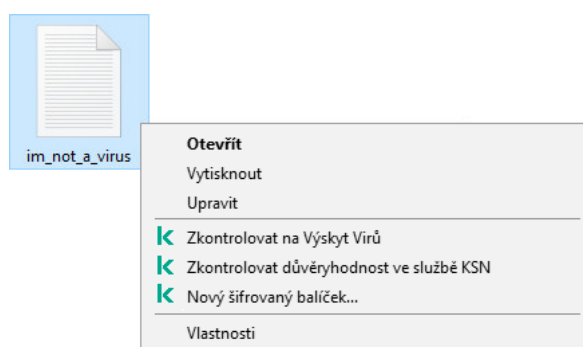 im_not_a_virus
Otevřít
Vytisknout
Upravit
Zkontrolovat na Výskyt Virů
Zkontrolovat důvěryhodnost ve službě KSN
Nový šifrovaný balíček...
Vlastnosti